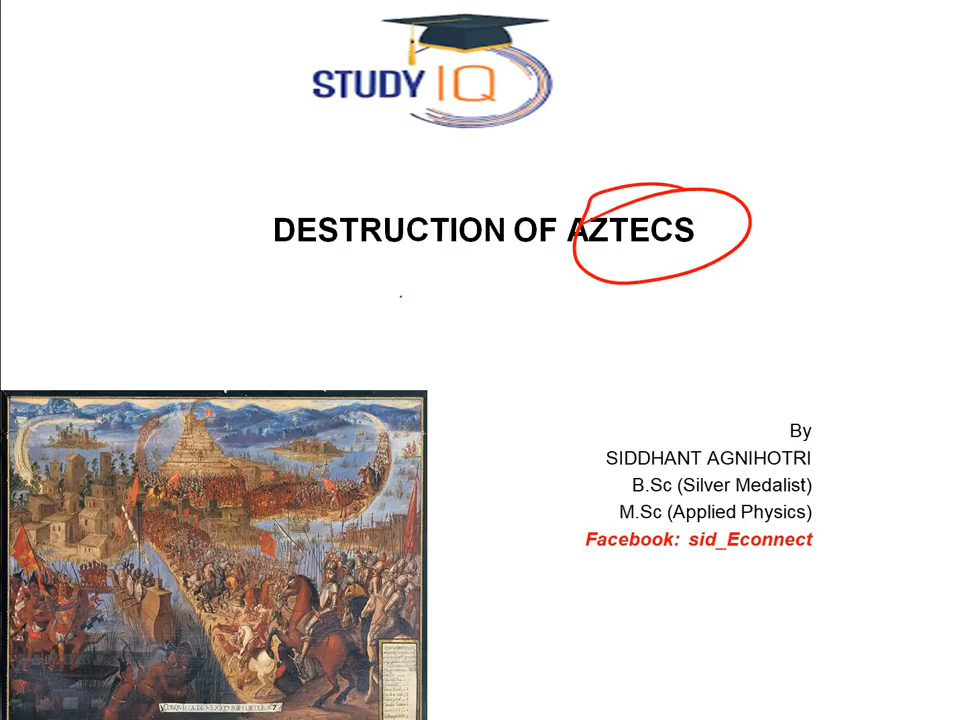 STUDY IQ
DESTRUCTION OF AZTECS
By
SIDDHANT AGNIHOTRI
B.Sc (Silver Medalist)
M.Sc (Applied Physics)
Facebook: sid_Econnect